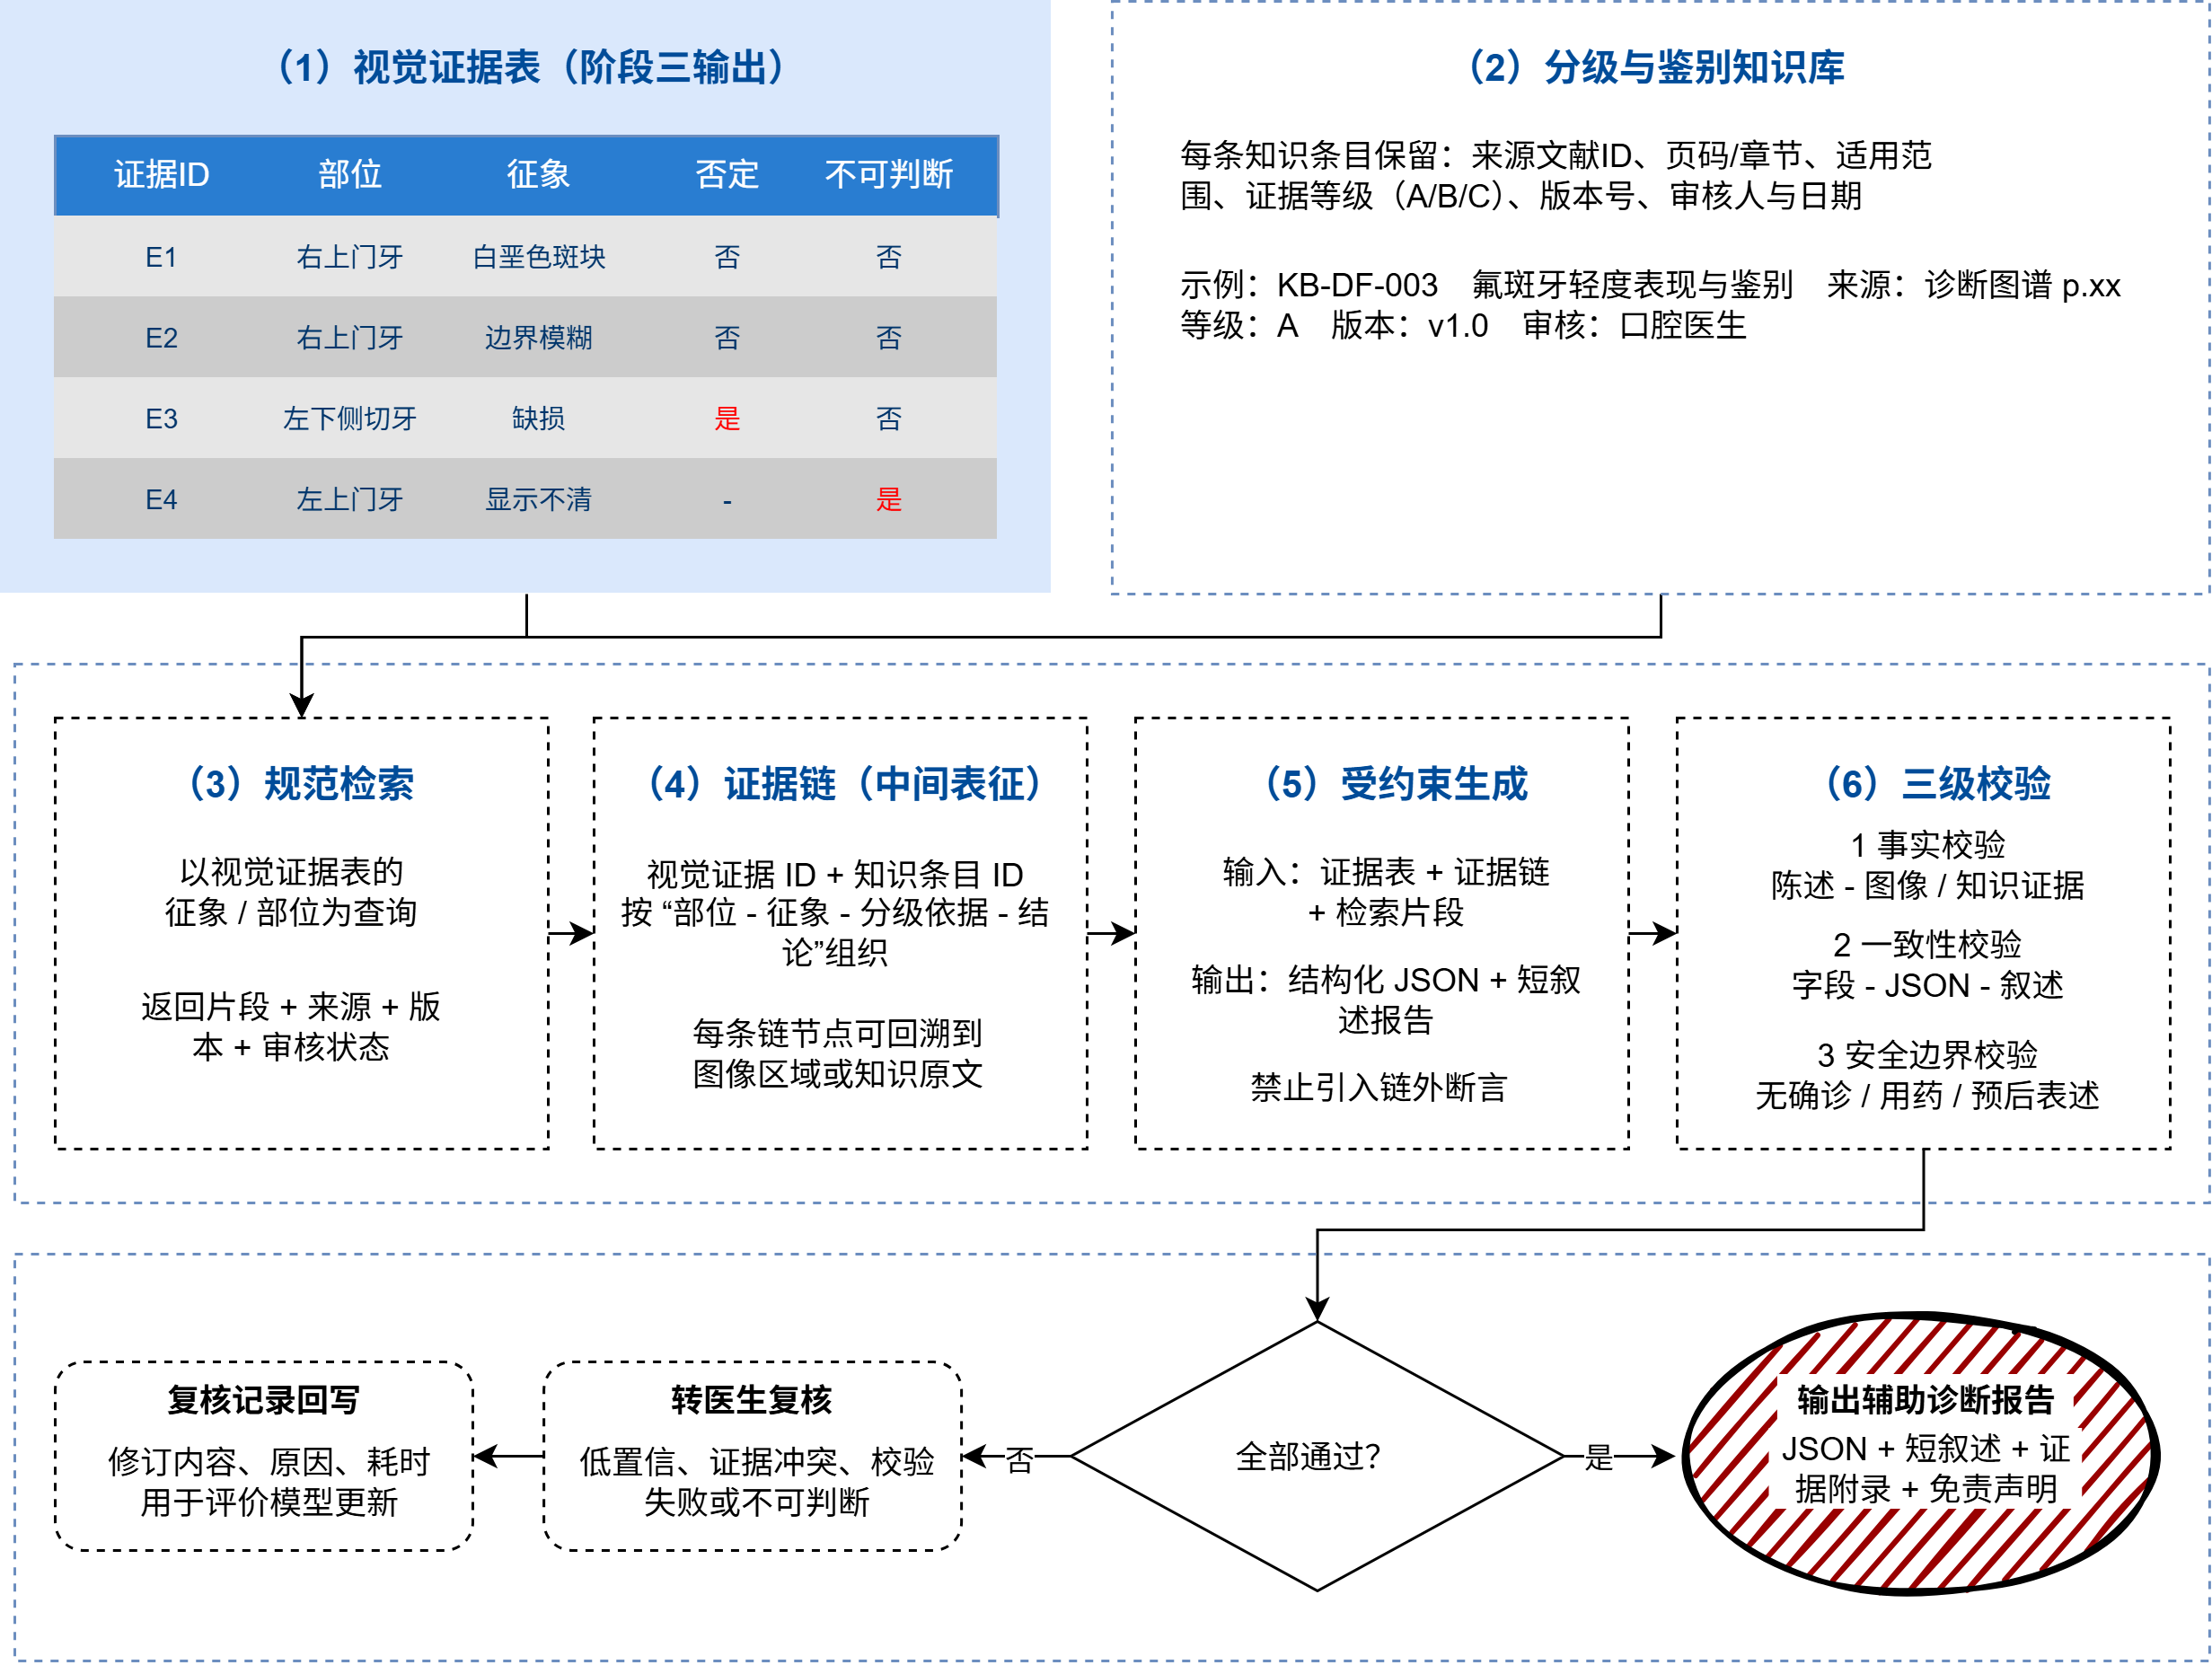 （1）视觉证据表（阶段三输出）
证据ID 部位 征象 否定 不可判断
E1 右上门牙 白垩色斑块 否 否
E2 右上门牙 边界模糊 否 否
E3 左下侧切牙 缺损 是 否
E4 左上门牙 显示不清 - 是
（2）分级与鉴别知识库
每条知识条目保留：来源文献ID、页码/章节、适用范
围、证据等级（A/B/C）、版本号、审核人与日期
示例：KB-DF-003　氟斑牙轻度表现与鉴别　来源：诊断图谱 p.xx
等级：A　版本：v1.0　审核：口腔医生
（3）规范检索
以视觉证据表的
征象 / 部位为查询
返回片段 + 来源 + 版
本 + 审核状态
（4）证据链（中间表征）
视觉证据 ID + 知识条目 ID
按 “部位 - 征象 - 分级依据 - 结
论”组织
每条链节点可回溯到
图像区域或知识原文
（5）受约束生成
输入：证据表 + 证据链
+ 检索片段
输出：结构化 JSON + 短叙
述报告
禁止引入链外断言
（6）三级校验
1 事实校验
陈述 - 图像 / 知识证据
2 一致性校验
字段 - JSON - 叙述
3 安全边界校验
无确诊 / 用药 / 预后表述
复核记录回写
修订内容、原因、耗时
用于评价模型更新
转医生复核
低置信、证据冲突、校验
失败或不可判断
否
全部通过？
是
输出辅助诊断报告
JSON + 短叙述 + 证
据附录 + 免责声明